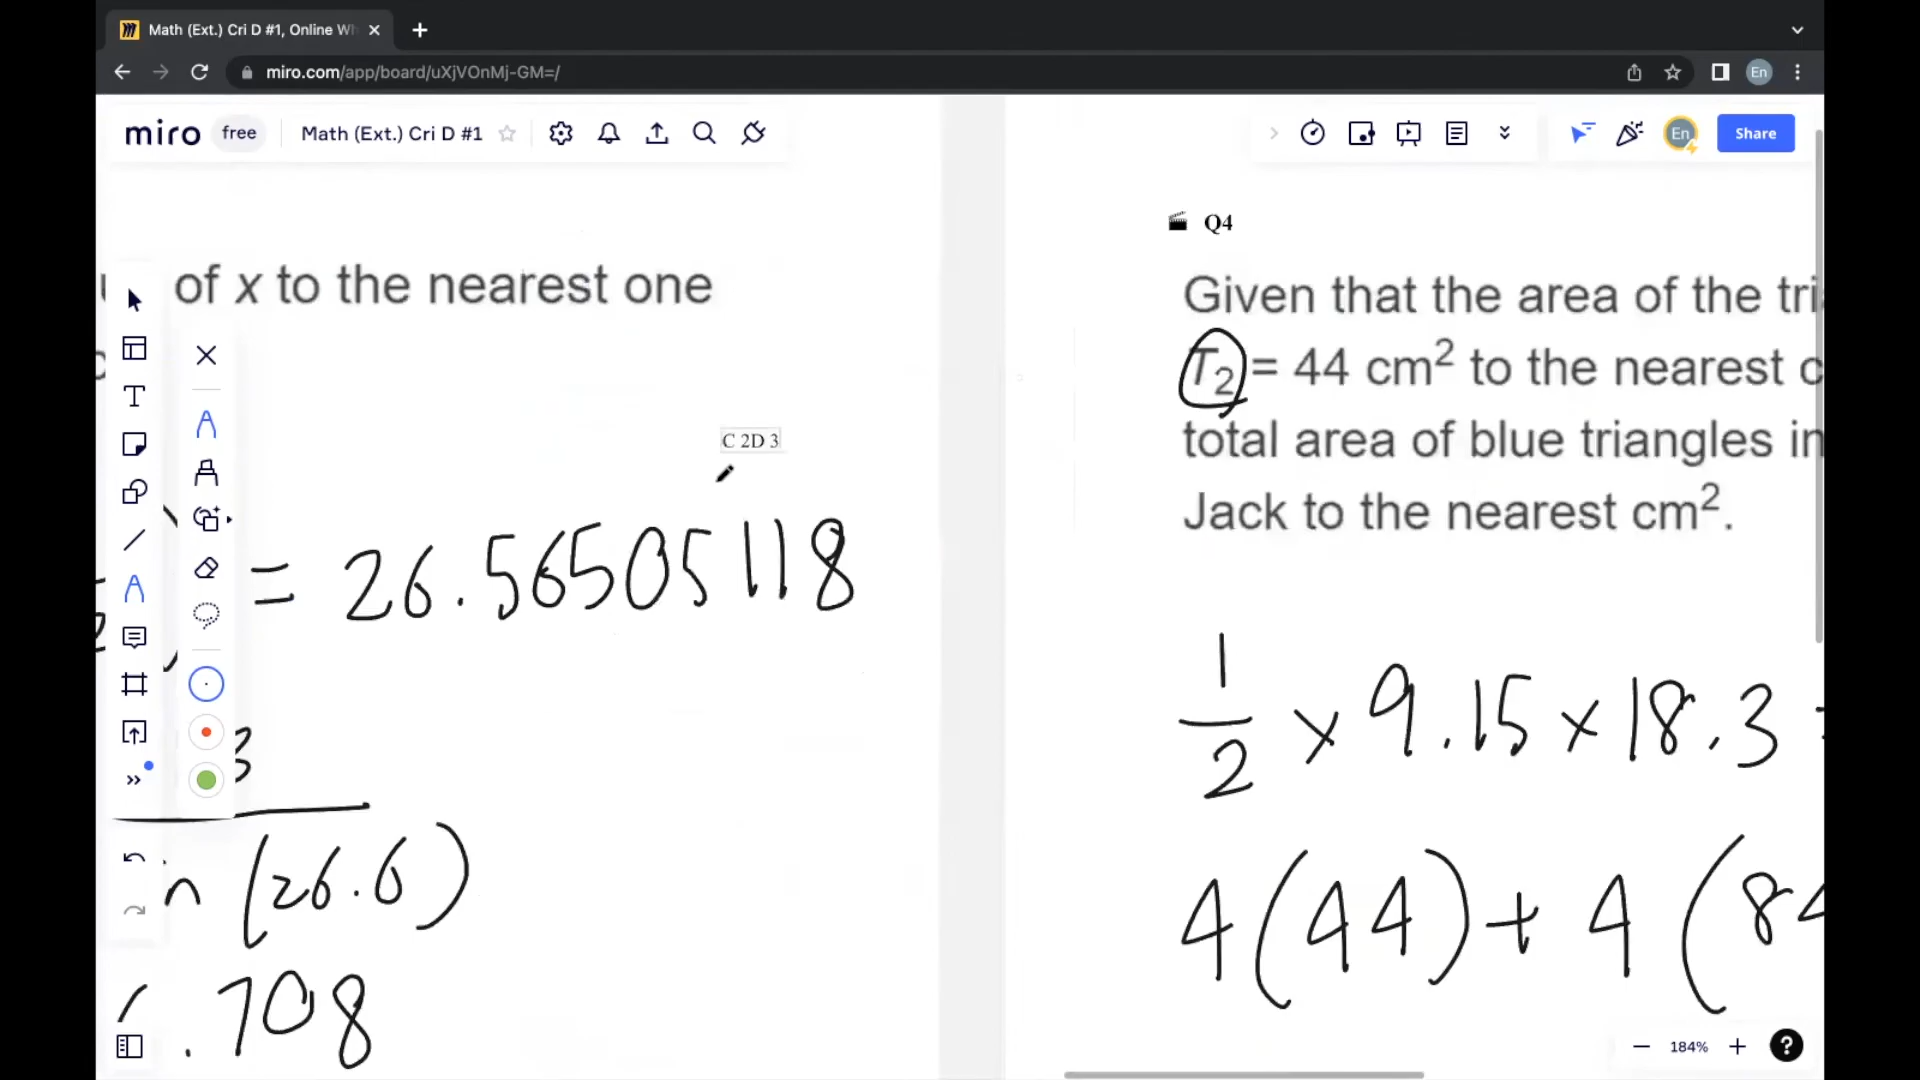 Math (Ext.) Cri D #1, Online Wh
miro.com/app/board/uXjVOnMj-GM=/
En
miro free
Math (Ext.) Cri D #1
En
Share
of x to the nearest one
C 2D 3
= 26.56505118
3
n (26.6)
.708
Q4
Given that the area of the tri
T₂ = 44 cm² to the nearest c
total area of blue triangles in
Jack to the nearest cm².
1/2 × 9.15 × 18.3
4(44) + 4(84
184%